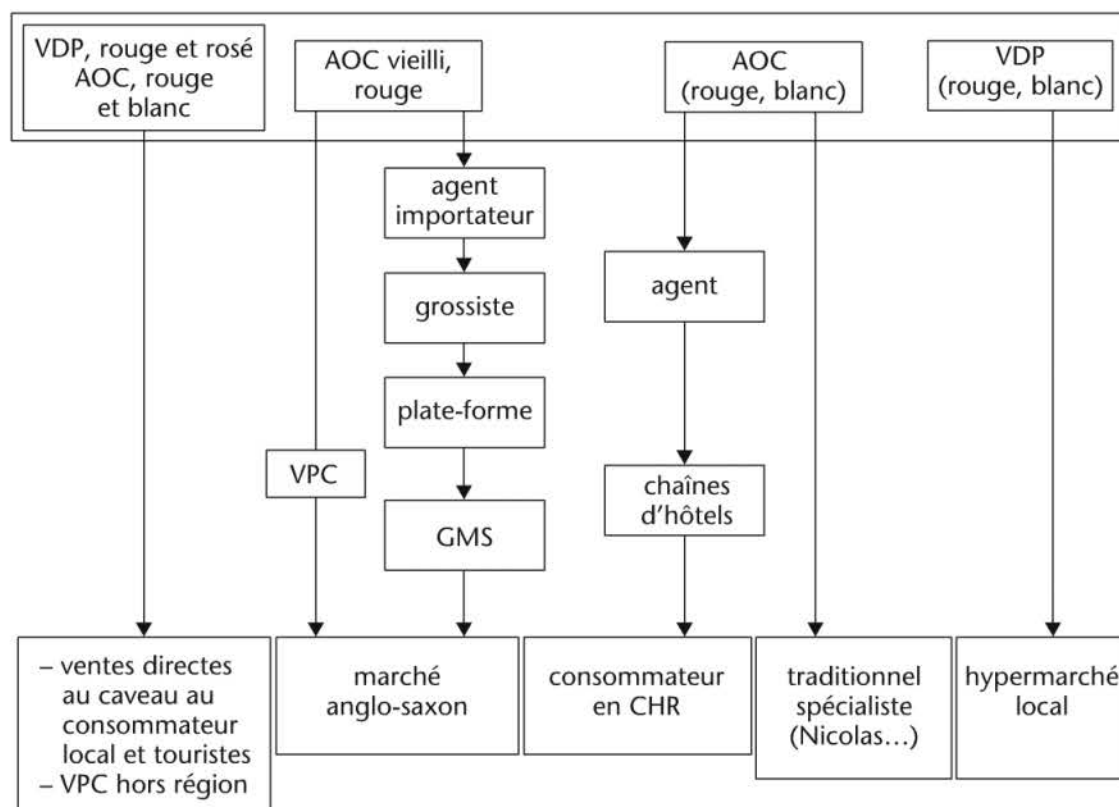 VDP, rouge et rosé
AOC, rouge
et blanc
AOC vieilli,
rouge
AOC
(rouge, blanc)
VDP
(rouge, blanc)
agent
importateur
grossiste
agent
plate-forme
VPC
chaînes
d'hôtels
GMS
– ventes directes
au caveau au
consommateur
local et touristes
– VPC hors région
marché
anglo-saxon
consommateur
en CHR
traditionnel
spécialiste
(Nicolas…)
hypermarché
local